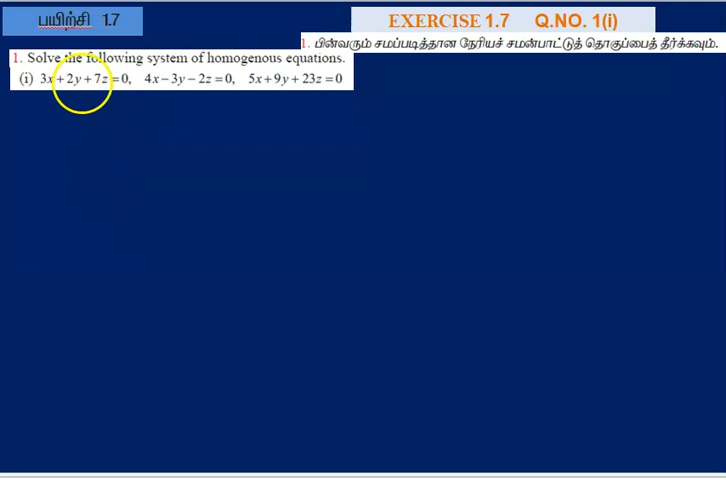 பயிற்சி 1.7
EXERCISE 1.7 Q.NO. 1(i)
1. பின்வரும் சமப்படித்தான நேரியச் சமன்பாட்டுத் தொகுப்பைத் தீர்க்கவும்.
1. Solve the following system of homogenous equations.
(i) 3x+2y+7z=0, 4x−3y−2z=0, 5x+9y+23z=0